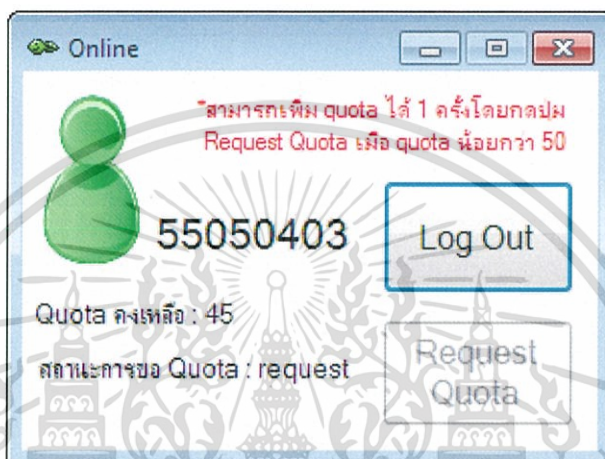 Online
*สามารถเพิ่ม quota ได้ 1 ครั้งโดยกดปุ่ม
Request Quota เมื่อ quota น้อยกว่า 50
55050403
Log Out
Quota คงเหลือ : 45
สถานะการขอ Quota : request
Request
Quota